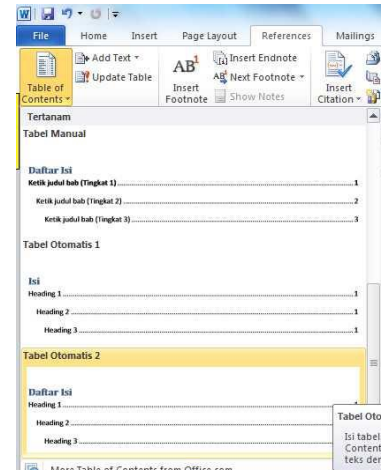 W
File Home Insert Page Layout References Mailings
Table of Contents
Add Text
Update Table
AB1
Insert Footnote
Insert Endnote
AB1 Next Footnote
Show Notes
Insert Citation
Tertanam
Tabel Manual
Daftar Isi
Ketik judul bab (Tingkat 1) 1
Ketik judul bab (Tingkat 2) 2
Ketik judul bab (Tingkat 3) 3
Tabel Otomatis 1
Isi
Heading 1 1
Heading 2 1
Heading 3 1
Tabel Otomatis 2
Daftar Isi
Heading 1 1
Heading 2
Heading 3
Tabel Oto
Isi tabel
Content
teks der
More Table of Contents from Office.com